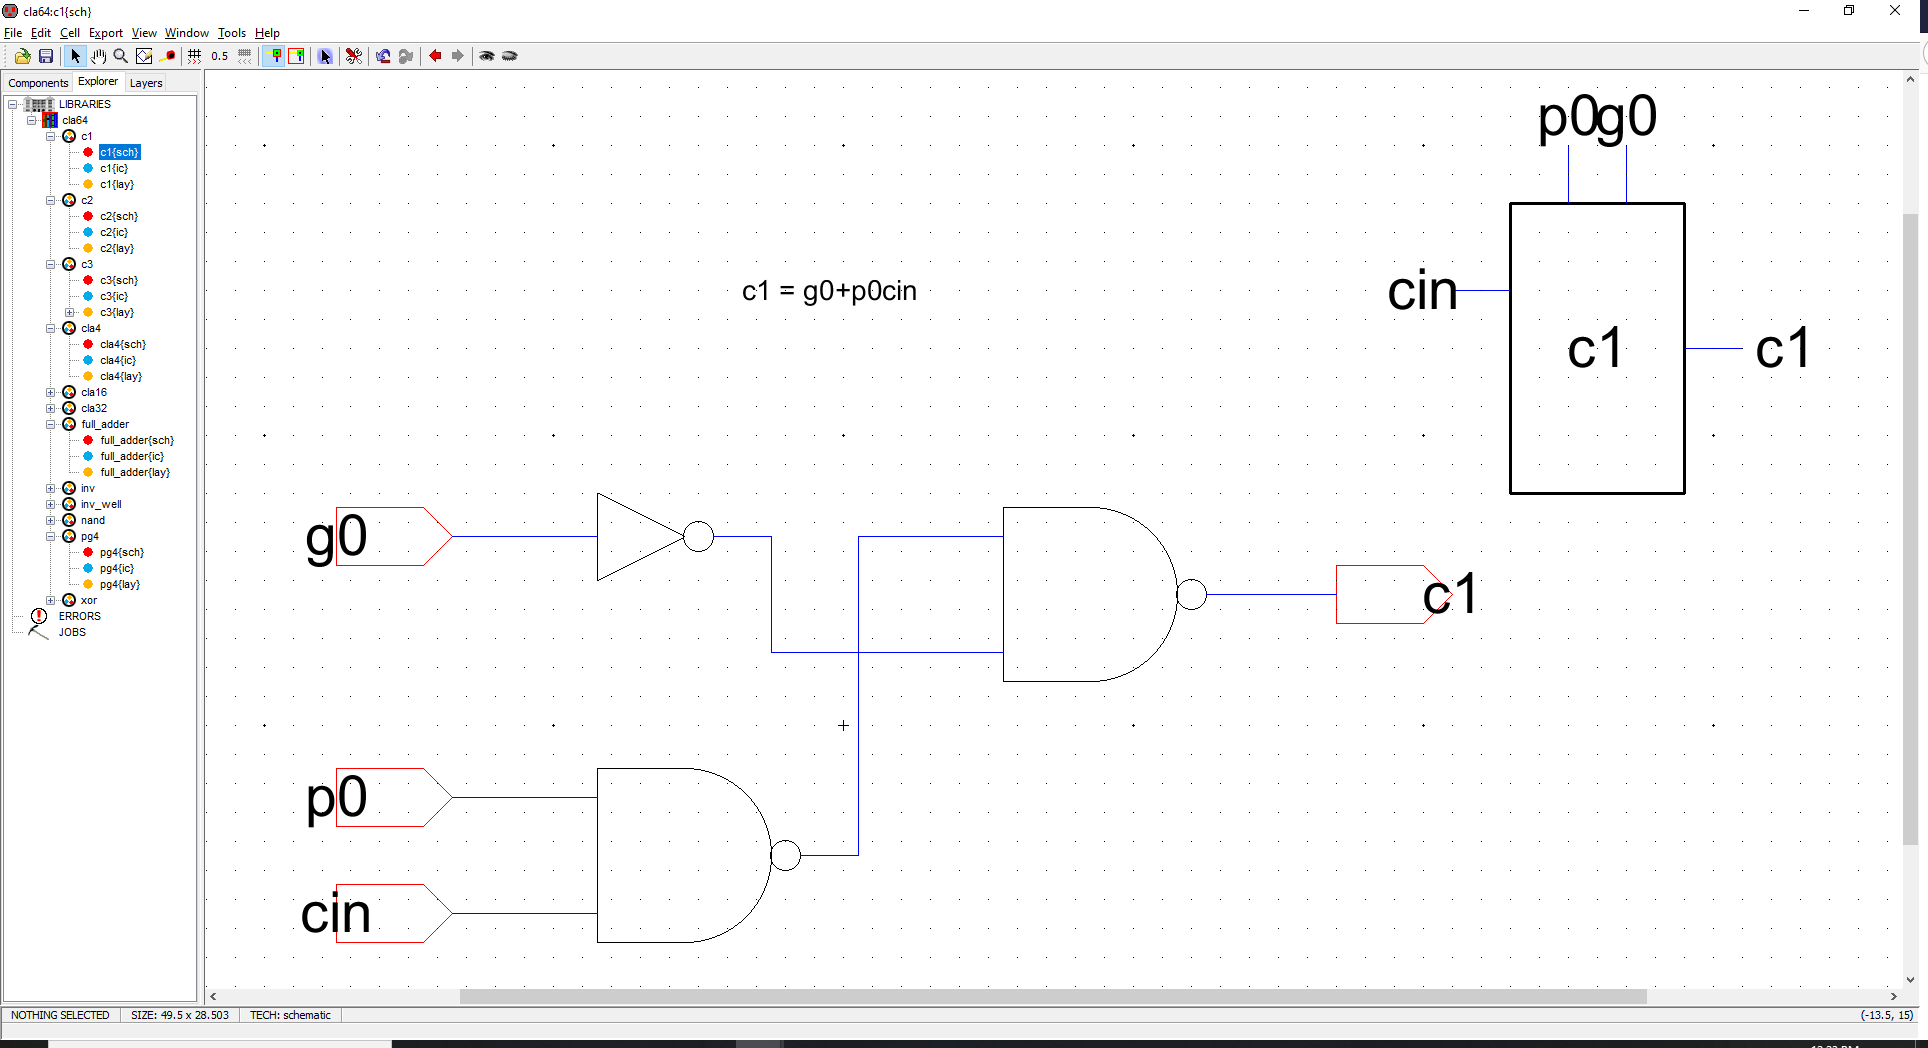 cla64:c1{sch}
File Edit Cell Export View Window Tools Help
0.5
Components Explorer Layers
LIBRARIES
cla64
c1
c1{sch}
c1{ic}
c1{lay}
c2
c2{sch}
c2{ic}
c2{lay}
c3
c3{sch}
c3{ic}
c3{lay}
cla4
cla4{sch}
cla4{ic}
cla4{lay}
cla16
cla32
full_adder
full_adder{sch}
full_adder{ic}
full_adder{lay}
inv
inv_well
nand
pg4
pg4{sch}
pg4{ic}
pg4{lay}
xor
ERRORS
JOBS
p0g0
c1 = g0+p0cin
cin
c1
c1
g0
c1
p0
cin
NOTHING SELECTED SIZE: 49.5 x 28.503 TECH: schematic (-13.5, 15)